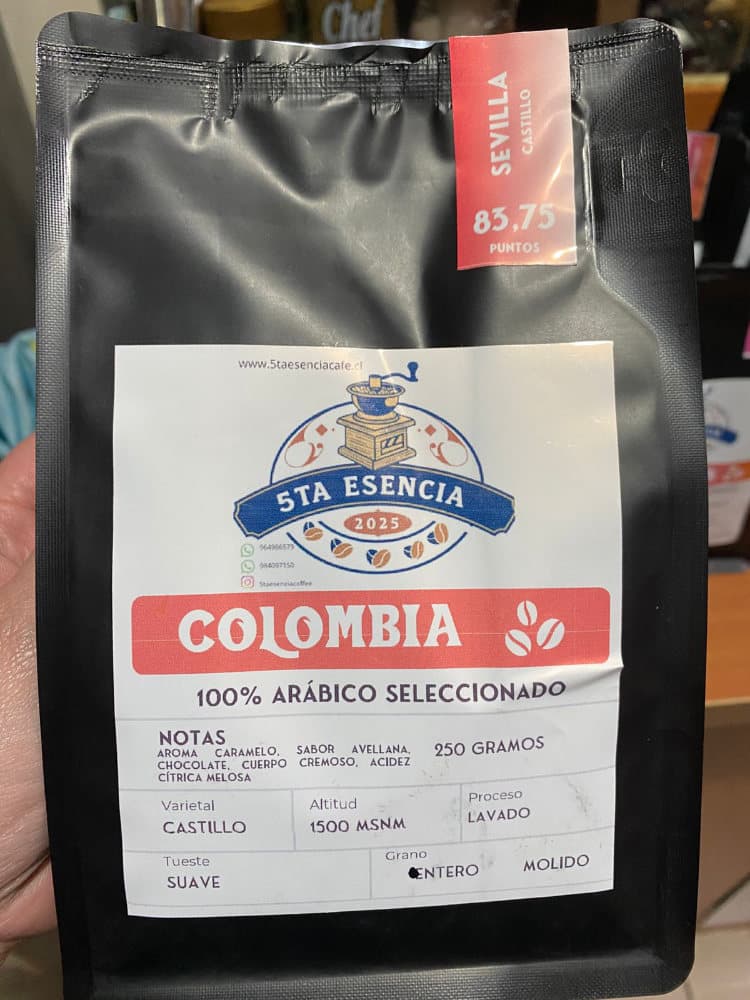 Chef
SEVILLA
CASTILLO
83,75
PUNTOS
www.5taesenciacafe.cl
5TA ESENCIA
2025
964966579
984097150
5taesenciacoffee
COLOMBIA
100% ARÁBICO SELECCIONADO
NOTAS
AROMA CARAMELO, SABOR AVELLANA,
CHOCOLATE, CUERPO CREMOSO, ACIDEZ
CÍTRICA MELOSA
250 GRAMOS
Varietal
CASTILLO
Altitud
1500 MSNM
Proceso
LAVADO
Tueste
SUAVE
Grano
ENTERO MOLIDO